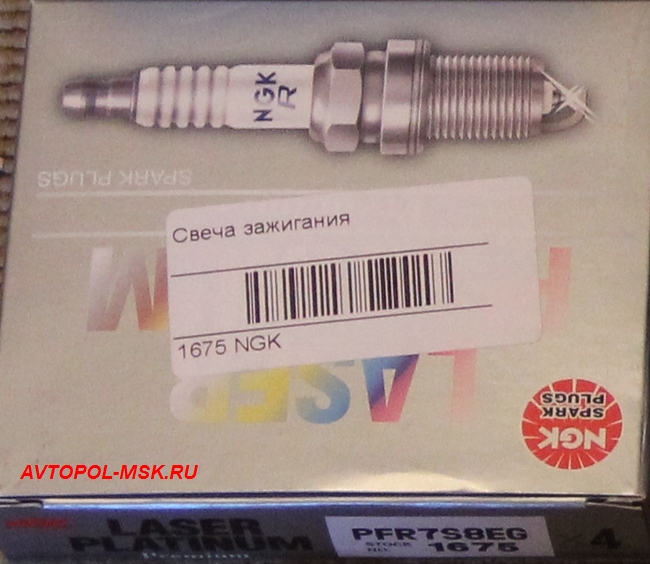 NGK
R
SPARK PLUGS
Свеча зажигания
1675 NGK
LASER
NGK
SPARK PLUGS
AVTOPOL-MSK.RU
LASER
PLATINUM
Premium
PFR7S8EG
STOCK NO. 1675
4